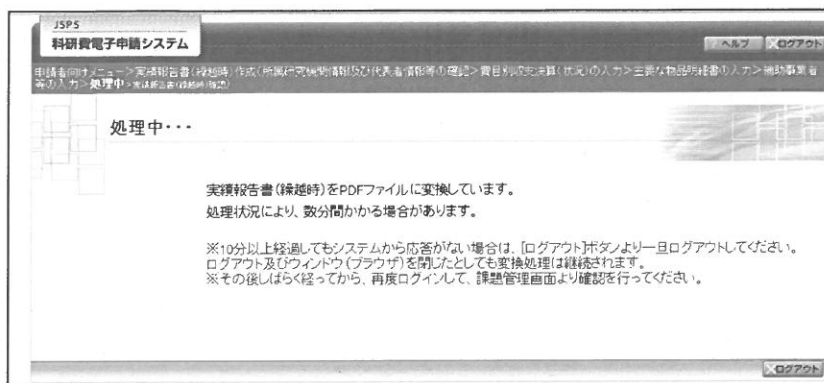 JSPS
科研費電子申請システム
ヘルプ ログアウト
申請者向けメニュー>実績報告書(繰越時)作成(所属研究機関情報及び代表者情報等の確認>費目別収支決算(状況)の入力>主要な物品明細書の入力>補助事業者
等の入力>処理中>実績報告書(繰越時)確認)
処理中・・・
実績報告書(繰越時)をPDFファイルに変換しています。
処理状況により、数分間かかる場合があります。
※10分以上経過してもシステムから応答がない場合は、[ログアウト]ボタンより一旦ログアウトしてください。
ログアウト及びウィンドウ(ブラウザ)を閉じたとしても変換処理は継続されます。
※その後しばらく経ってから、再度ログインして、課題管理画面より確認を行ってください。
ログアウト